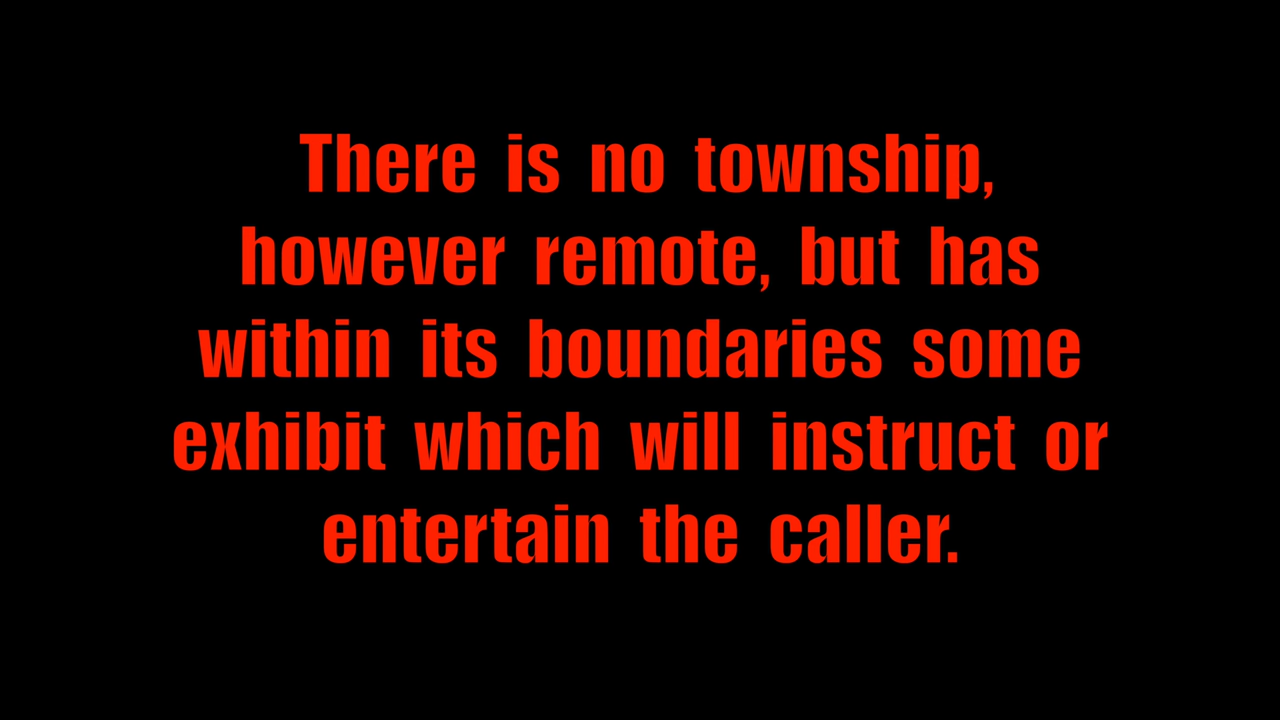 There is no township,
however remote, but has
within its boundaries some
exhibit which will instruct or
entertain the caller.